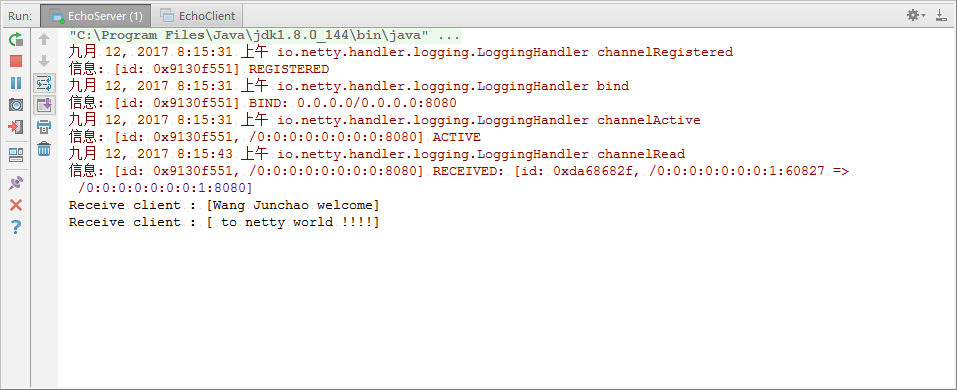 Run: EchoServer (1) EchoClient
"C:\Program Files\Java\jdk1.8.0_144\bin\java" ...
九月 12, 2017 8:15:31 上午 io.netty.handler.logging.LoggingHandler channelRegistered
信息: [id: 0x9130f551] REGISTERED
九月 12, 2017 8:15:31 上午 io.netty.handler.logging.LoggingHandler bind
信息: [id: 0x9130f551] BIND: 0.0.0.0/0.0.0.0:8080
九月 12, 2017 8:15:31 上午 io.netty.handler.logging.LoggingHandler channelActive
信息: [id: 0x9130f551, /0:0:0:0:0:0:0:0:8080] ACTIVE
九月 12, 2017 8:15:43 上午 io.netty.handler.logging.LoggingHandler channelRead
信息: [id: 0x9130f551, /0:0:0:0:0:0:0:0:8080] RECEIVED: [id: 0xda68682f, /0:0:0:0:0:0:0:1:60827 =>
/0:0:0:0:0:0:0:1:8080]
Receive client : [Wang Junchao welcome]
Receive client : [ to netty world !!!!]